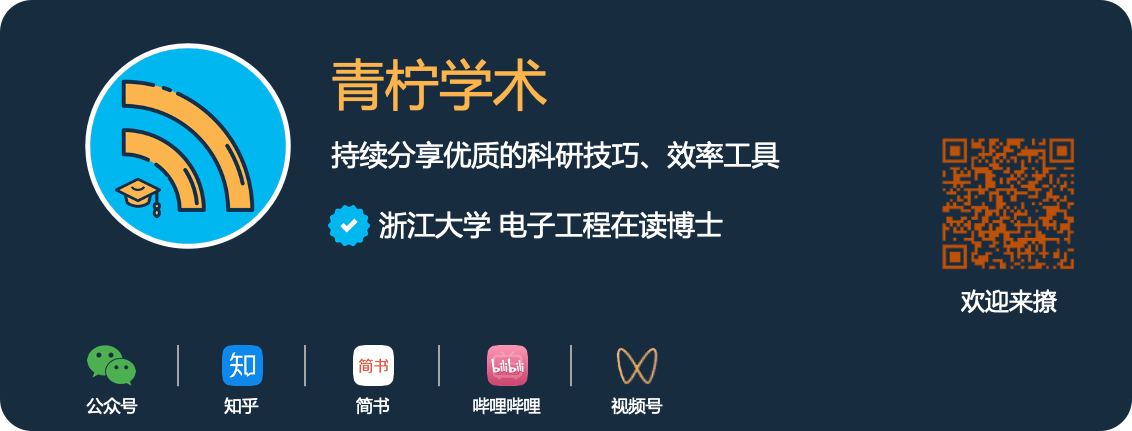 青柠学术
持续分享优质的科研技巧、效率工具
浙江大学 电子工程在读博士
欢迎来撩
知
简书
bilibili
公众号
知乎
简书
哔哩哔哩
视频号